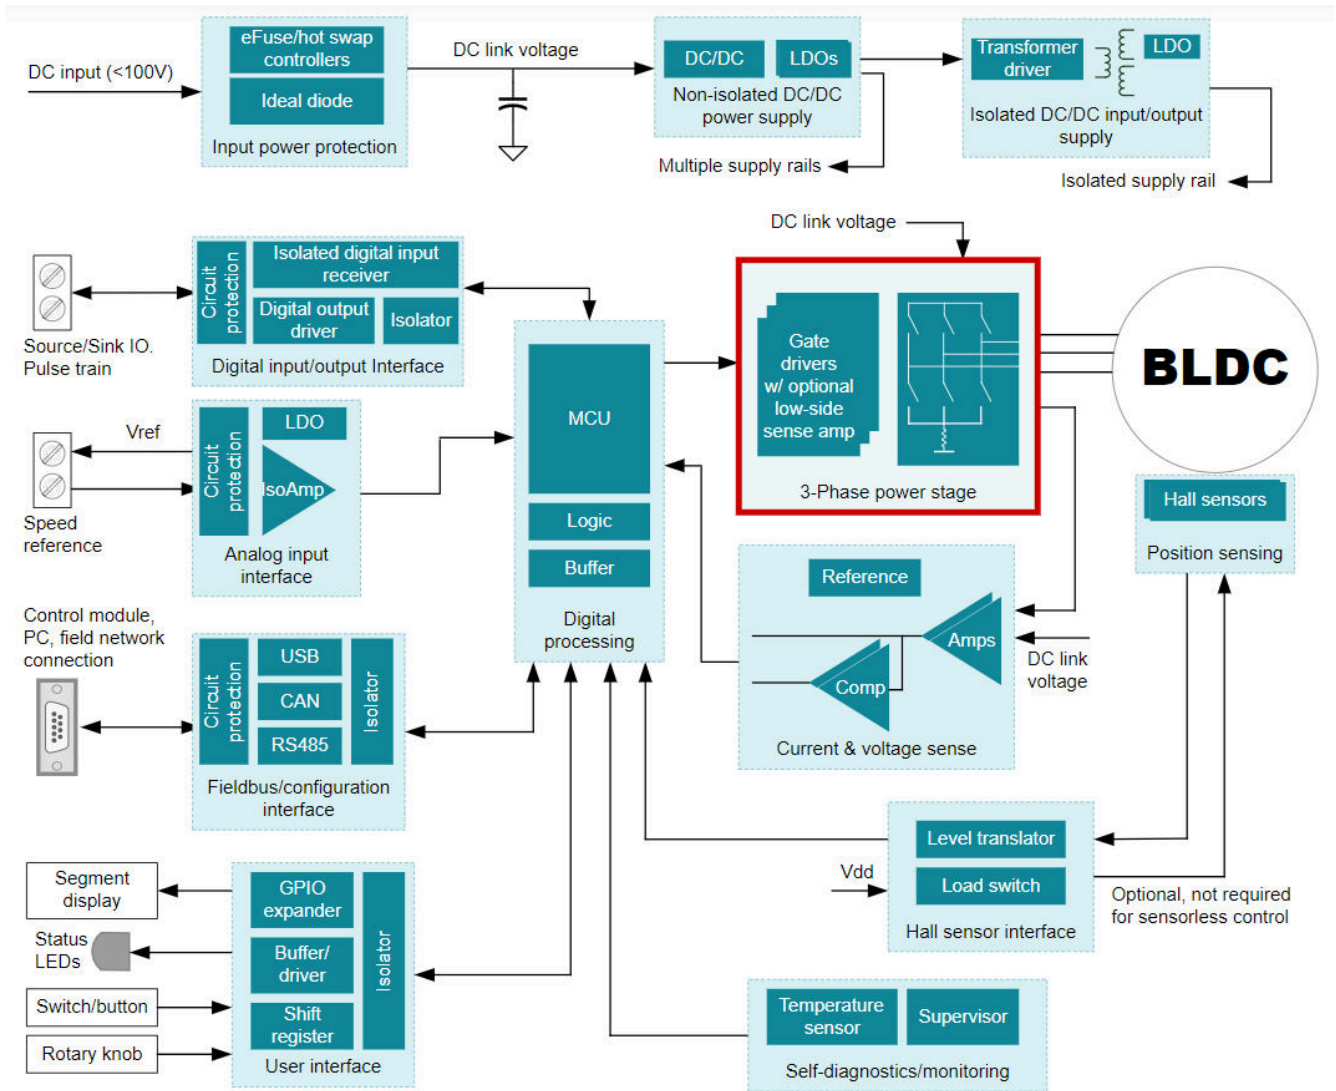 DC input (<100V)
eFuse/hot swap
controllers
Ideal diode
Input power protection
DC link voltage
DC/DC
LDOs
Non-isolated DC/DC
power supply
Multiple supply rails
Transformer
driver
LDO
Isolated DC/DC input/output
supply
Isolated supply rail
Source/Sink IO.
Pulse train
Circuit
protection
Isolated digital input
receiver
Digital output
driver
Isolator
Digital input/output Interface
Vref
Speed
reference
Circuit
protection
LDO
IsoAmp
Analog input
interface
Control module,
PC, field network
connection
Circuit
protection
USB
CAN
RS485
Isolator
Fieldbus/configuration
interface
Segment
display
Status
LEDs
Switch/button
Rotary knob
GPIO
expander
Buffer/
driver
Shift
register
Isolator
User interface
MCU
Logic
Buffer
Digital
processing
DC link voltage
Gate
drivers
w/ optional
low-side
sense amp
3-Phase power stage
BLDC
Hall sensors
Position sensing
Reference
Amps
Comp
DC link
voltage
Current & voltage sense
Vdd
Level translator
Load switch
Hall sensor interface
Optional, not required
for sensorless control
Temperature
sensor
Supervisor
Self-diagnostics/monitoring